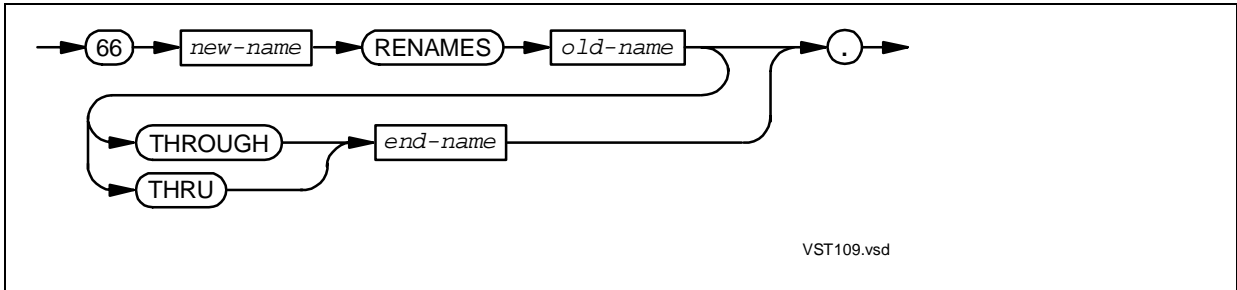 66 new-name RENAMES old-name .
THROUGH end-name
THRU
VST109.vsd